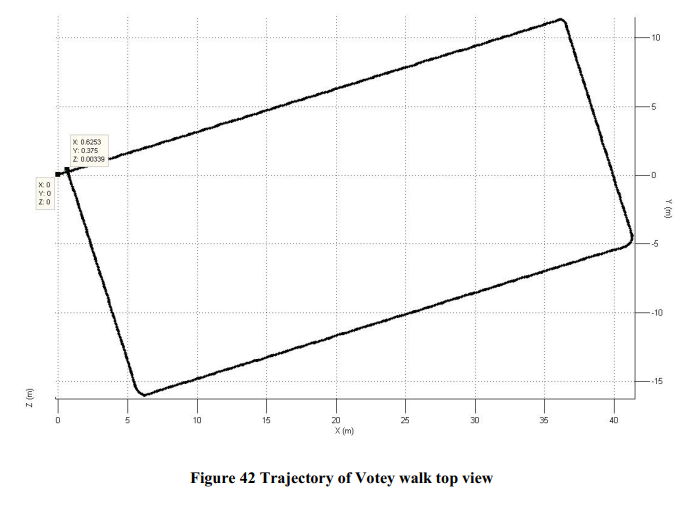 10
5
X: 0.6253
Y: 0.375
Z: 0.00339
0
X: 0
Y: 0
Z: 0
Y (m)
-5
-10
-15
Z (m)
0 5 10 15 20 25 30 35 40
X (m)
Figure 42 Trajectory of Votey walk top view